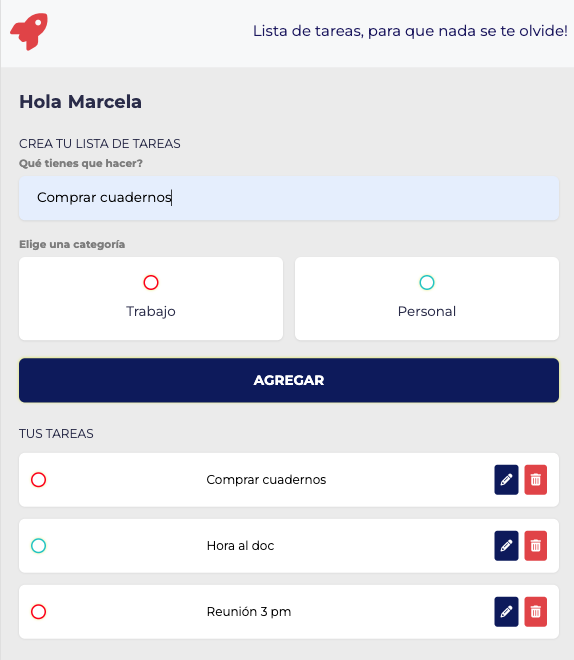 Lista de tareas, para que nada se te olvide!
Hola Marcela
CREA TU LISTA DE TAREAS
Qué tienes que hacer?
Comprar cuadernos
Elige una categoría
Trabajo
Personal
AGREGAR
TUS TAREAS
Comprar cuadernos
Hora al doc
Reunión 3 pm